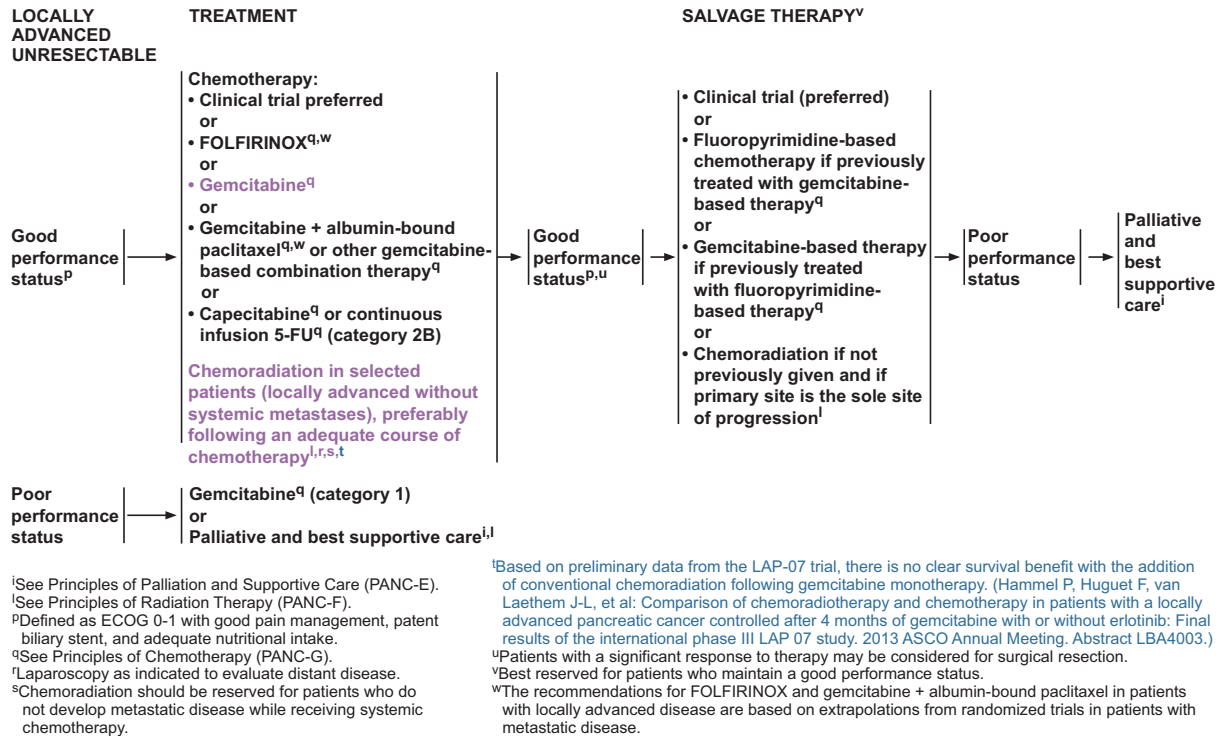 LOCALLY
ADVANCED
UNRESECTABLE
TREATMENT
SALVAGE THERAPYᵛ
Good
performance
statusᵖ
Chemotherapy:
• Clinical trial preferred
or
• FOLFIRINOXq,w
or
• Gemcitabineq
or
• Gemcitabine + albumin-bound
paclitaxelq,w or other gemcitabine-
based combination therapyq
or
• Capecitabineq or continuous
infusion 5-FUq (category 2B)
Chemoradiation in selected
patients (locally advanced without
systemic metastases), preferably
following an adequate course of
chemotherapyl,r,s,t
Good
performance
statusp,u
• Clinical trial (preferred)
or
• Fluoropyrimidine-based
chemotherapy if previously
treated with gemcitabine-
based therapyq
or
• Gemcitabine-based therapy
if previously treated
with fluoropyrimidine-
based therapyq
or
• Chemoradiation if not
previously given and if
primary site is the sole site
of progressionl
Poor
performance
status
Palliative
and
best
supportive
carei
Poor
performance
status
Gemcitabineq (category 1)
or
Palliative and best supportive carei,l
iSee Principles of Palliation and Supportive Care (PANC-E).
lSee Principles of Radiation Therapy (PANC-F).
pDefined as ECOG 0-1 with good pain management, patent
biliary stent, and adequate nutritional intake.
qSee Principles of Chemotherapy (PANC-G).
rLaparoscopy as indicated to evaluate distant disease.
sChemoradiation should be reserved for patients who do
not develop metastatic disease while receiving systemic
chemotherapy.
tBased on preliminary data from the LAP-07 trial, there is no clear survival benefit with the addition
of conventional chemoradiation following gemcitabine monotherapy. (Hammel P, Huguet F, van
Laethem J-L, et al: Comparison of chemoradiotherapy and chemotherapy in patients with a locally
advanced pancreatic cancer controlled after 4 months of gemcitabine with or without erlotinib: Final
results of the international phase III LAP 07 study. 2013 ASCO Annual Meeting. Abstract LBA4003.)
uPatients with a significant response to therapy may be considered for surgical resection.
vBest reserved for patients who maintain a good performance status.
wThe recommendations for FOLFIRINOX and gemcitabine + albumin-bound paclitaxel in patients
with locally advanced disease are based on extrapolations from randomized trials in patients with
metastatic disease.